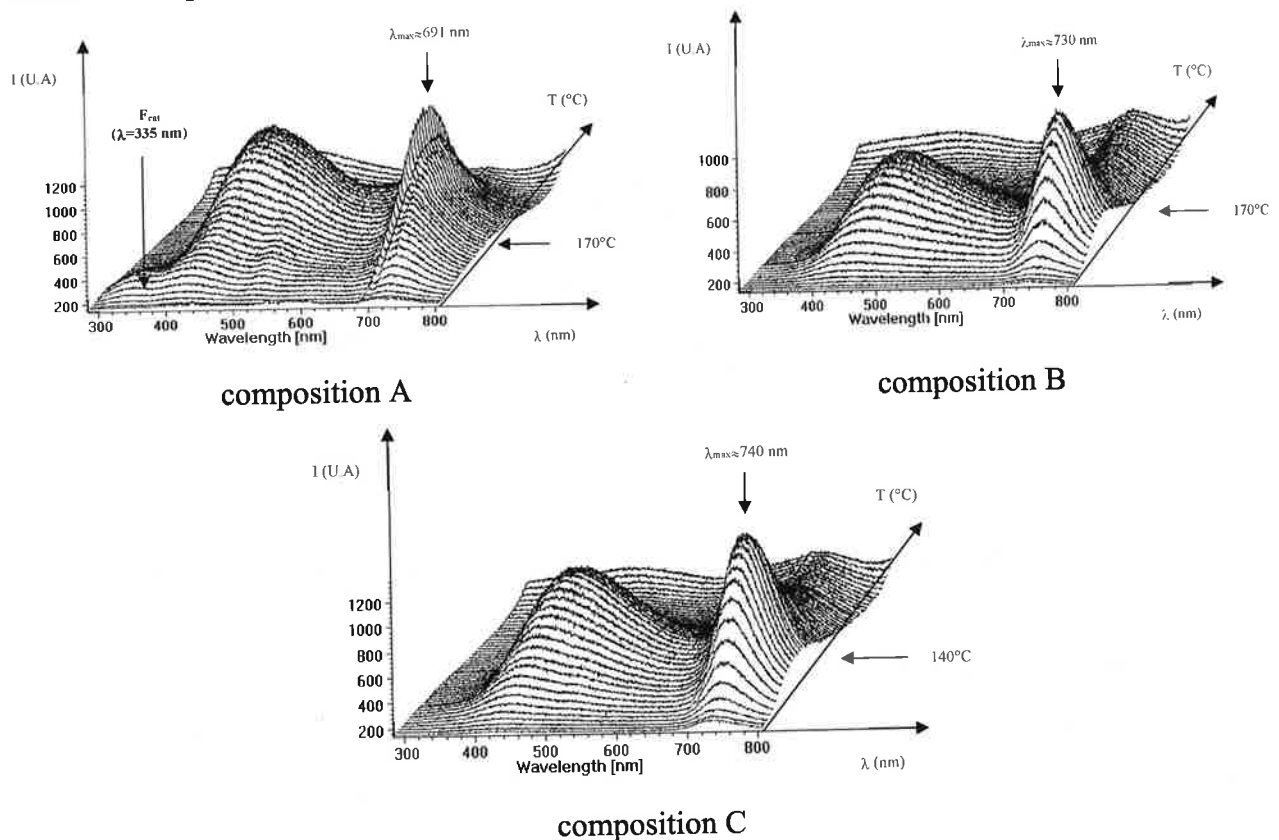 λmax≈691 nm
I (U.A)
T (°C)
Fcat
(λ=335 nm)
1200
1000
800
600
400
200
170°C
300 400 500 600 700 800
Wavelength [nm]
λ (nm)
composition A
λmax≈730 nm
I (U.A)
T (°C)
1000
800
600
400
200
170°C
300 400 500 600 700 800
Wavelength [nm]
λ (nm)
composition B
λmax≈740 nm
I (U.A)
T (°C)
1200
1000
800
600
400
200
140°C
300 400 500 600 700 800
Wavelength [nm]
λ (nm)
composition C